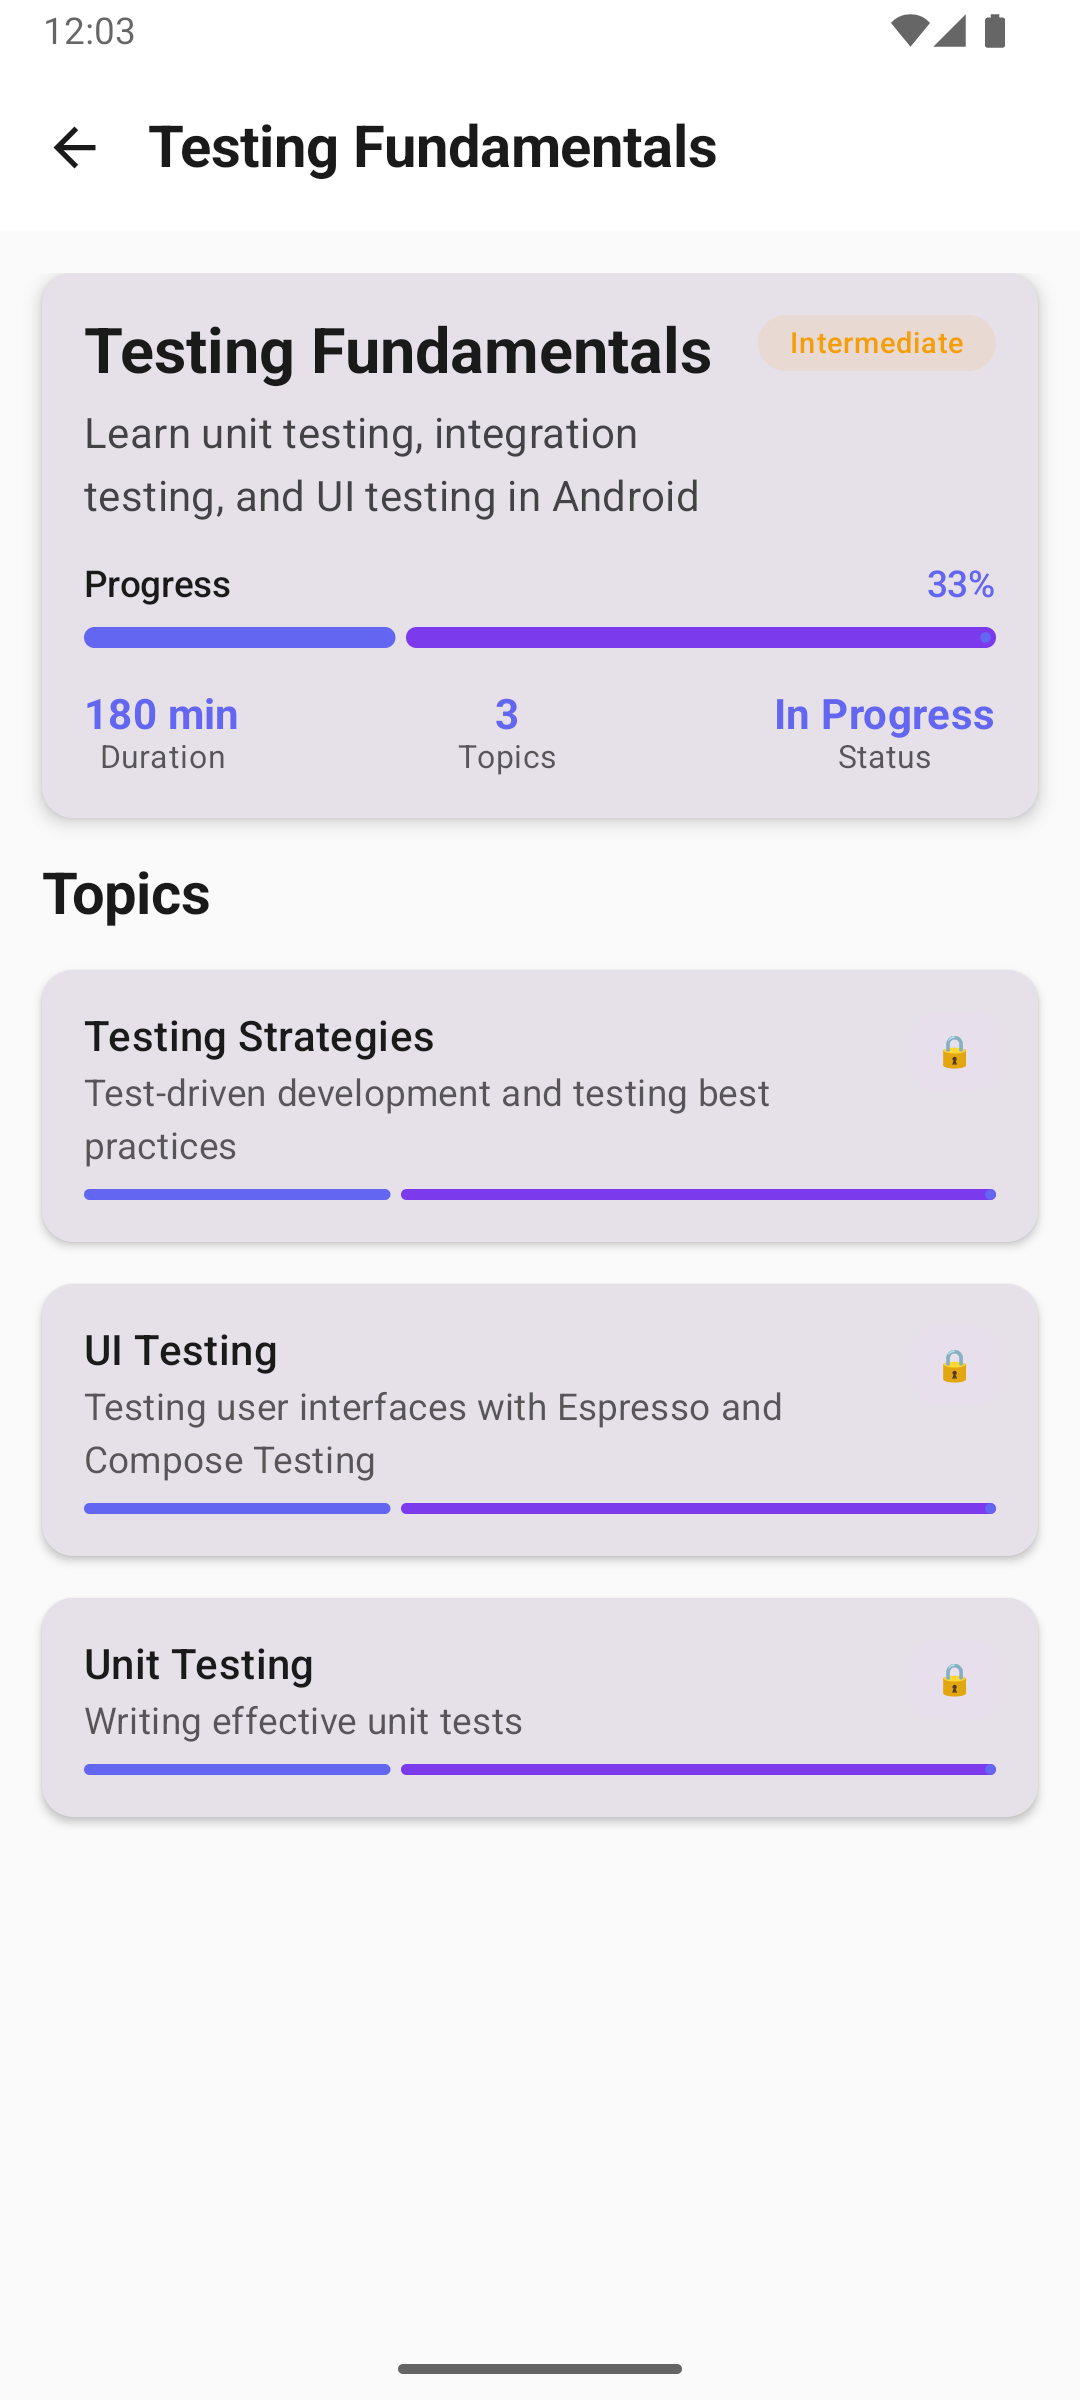 12:03
Testing Fundamentals
Testing Fundamentals
Intermediate
Learn unit testing, integration
testing, and UI testing in Android
Progress
33%
180 min
3
In Progress
Duration
Topics
Status
Topics
Testing Strategies
Test-driven development and testing best
practices
UI Testing
Testing user interfaces with Espresso and
Compose Testing
Unit Testing
Writing effective unit tests